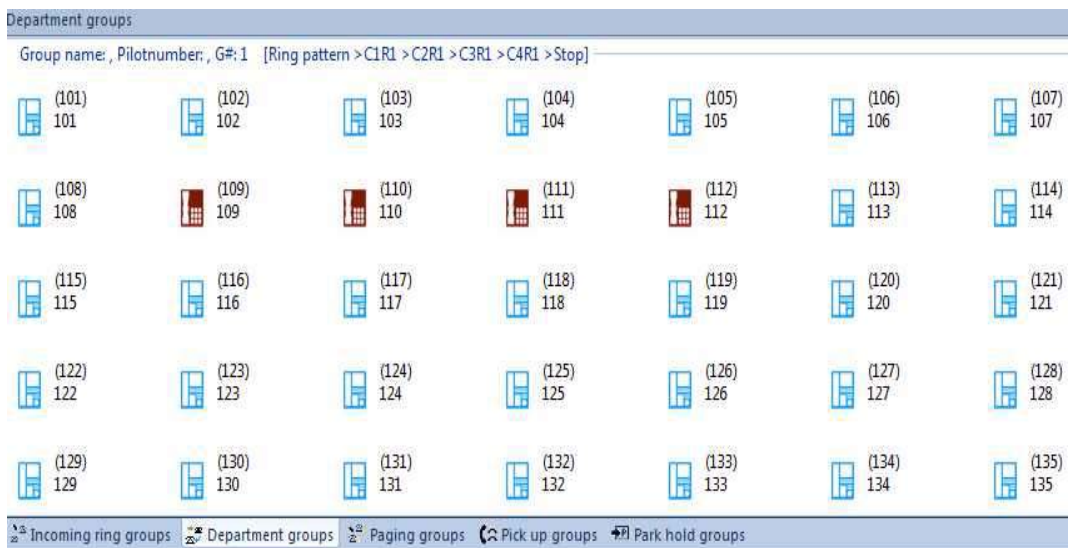 Department groups
Group name: , Pilotnumber: , G#: 1 [Ring pattern >C1R1 >C2R1 >C3R1 >C4R1 >Stop]
(101) (102) (103) (104) (105) (106) (107)
101 102 103 104 105 106 107
(108) (109) (110) (111) (112) (113) (114)
108 109 110 111 112 113 114
(115) (116) (117) (118) (119) (120) (121)
115 116 117 118 119 120 121
(122) (123) (124) (125) (126) (127) (128)
122 123 124 125 126 127 128
(129) (130) (131) (132) (133) (134) (135)
129 130 131 132 133 134 135
Incoming ring groups Department groups Paging groups Pick up groups Park hold groups